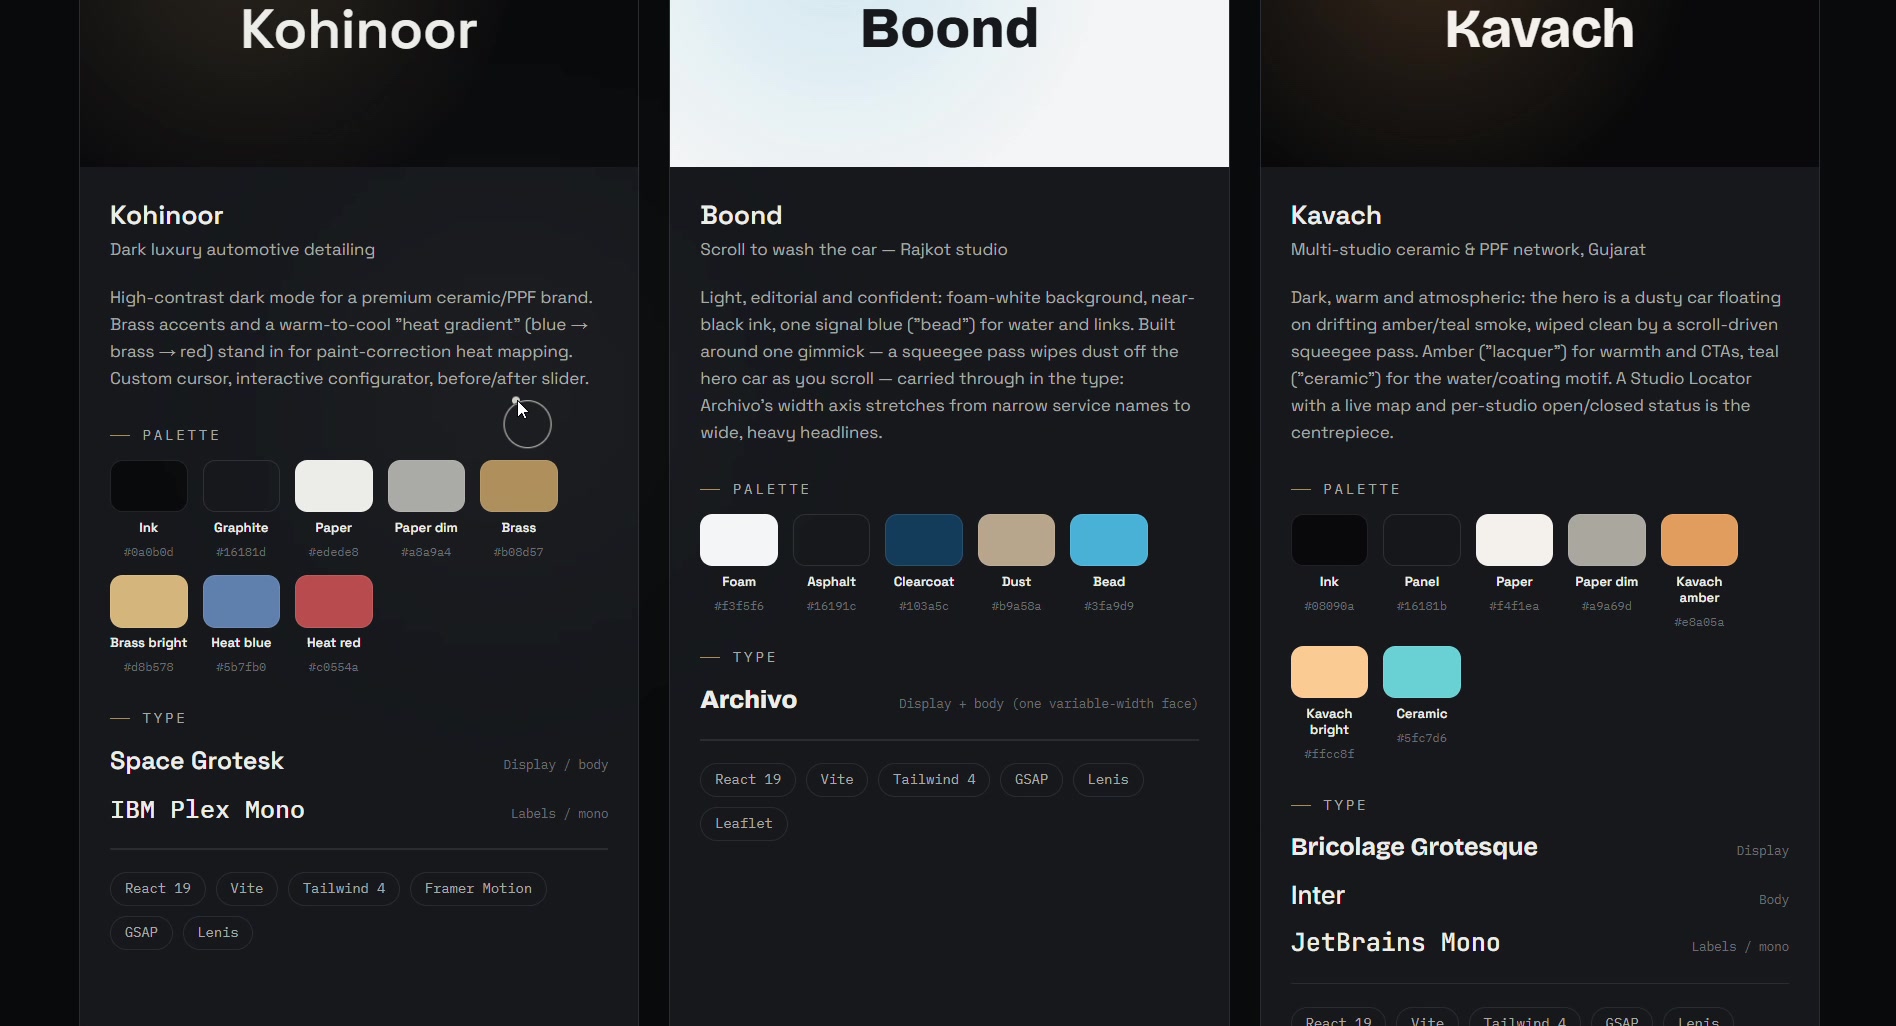 Kohinoor
Kohinoor
Dark luxury automotive detailing
High-contrast dark mode for a premium ceramic/PPF brand.
Brass accents and a warm-to-cool ”heat gradient” (blue →
brass → red) stand in for paint-correction heat mapping.
Custom cursor, interactive configurator, before/after slider.
PALETTE
Ink
Graphite
Paper
Paper dim
Brass
#0a0b0d
#16181d
#edede8
#a8a9a4
#b08d57
Brass bright
Heat blue
Heat red
#d8b578
#5b7fb0
#c0554a
TYPE
Space Grotesk
Display / body
IBM Plex Mono
Labels / mono
React 19
Vite
Tailwind 4
Framer Motion
GSAP
Lenis
Boond
Boond
Scroll to wash the car — Rajkot studio
Light, editorial and confident: foam-white background, near-
black ink, one signal blue (”bead”) for water and links. Built
around one gimmick — a squeegee pass wipes dust off the
hero car as you scroll — carried through in the type:
Archivo’s width axis stretches from narrow service names to
wide, heavy headlines.
PALETTE
Foam
Asphalt
Clearcoat
Dust
Bead
#f3f5f6
#16191c
#103a5c
#b9a58a
#3fa9d9
TYPE
Archivo
Display + body (one variable-width face)
React 19
Vite
Tailwind 4
GSAP
Lenis
Leaflet
Kavach
Kavach
Multi-studio ceramic & PPF network, Gujarat
Dark, warm and atmospheric: the hero is a dusty car floating
on drifting amber/teal smoke, wiped clean by a scroll-driven
squeegee pass. Amber (”lacquer”) for warmth and CTAs, teal
(”ceramic”) for the water/coating motif. A Studio Locator
with a live map and per-studio open/closed status is the
centrepiece.
PALETTE
Ink
Panel
Paper
Paper dim
Kavach
amber
#08090a
#16181b
#f4f1ea
#a9a69d
#e8a05a
Kavach
bright
Ceramic
#ffcc8f
#5fc7d6
TYPE
Bricolage Grotesque
Display
Inter
Body
JetBrains Mono
Labels / mono
React 19
Vite
Tailwind 4
GSAP
Lenis